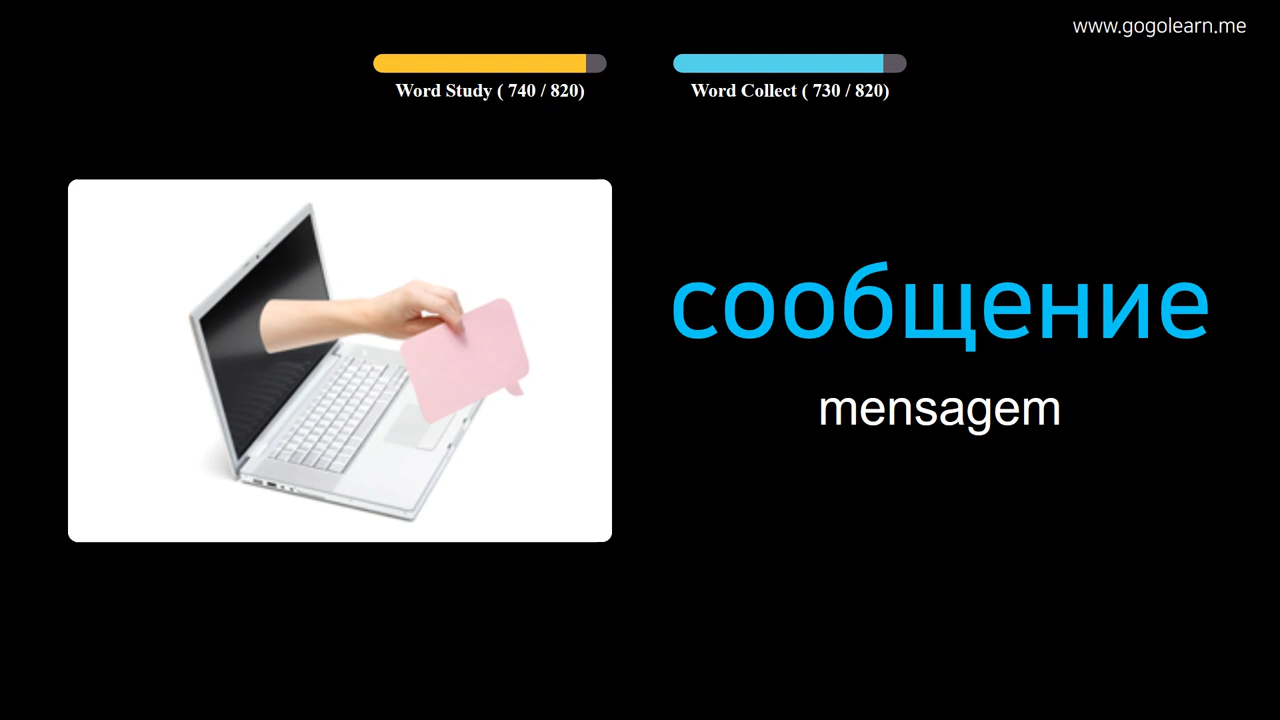 www.gogolearn.me
Word Study ( 740 / 820)
Word Collect ( 730 / 820)
сообщение
mensagem